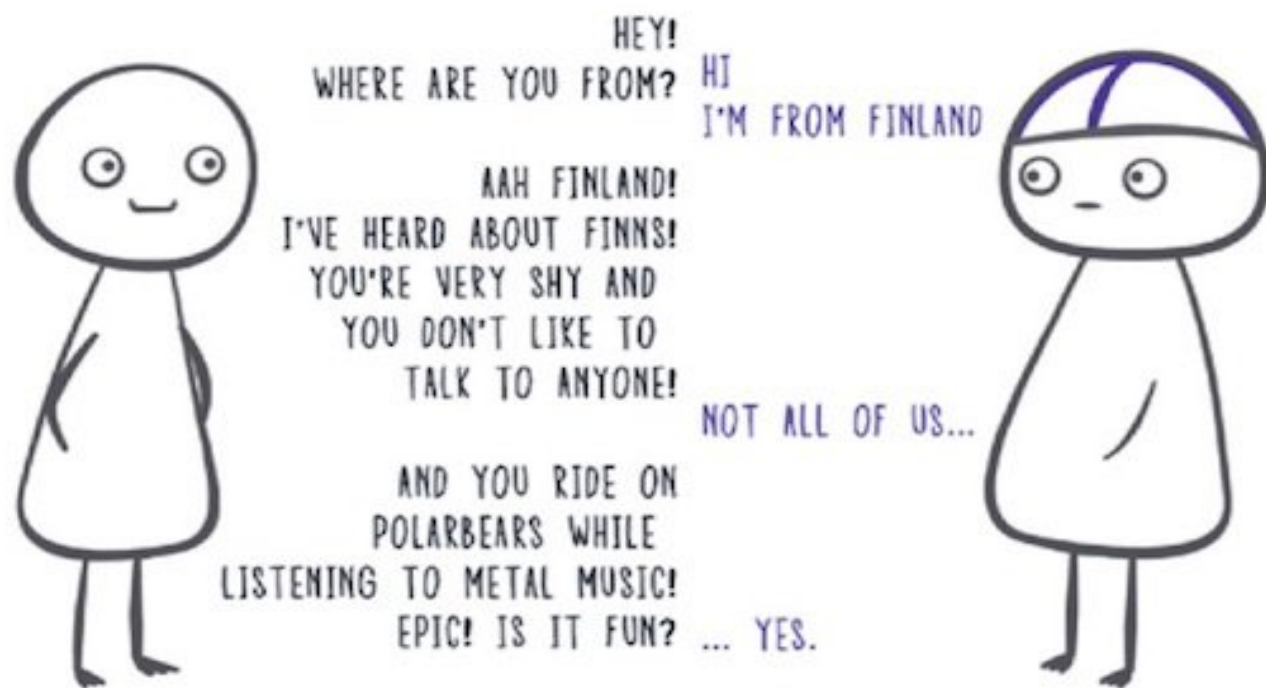 HEY!
WHERE ARE YOU FROM?
HI
I'M FROM FINLAND
AAH FINLAND!
I'VE HEARD ABOUT FINNS!
YOU'RE VERY SHY AND
YOU DON'T LIKE TO
TALK TO ANYONE!
NOT ALL OF US...
AND YOU RIDE ON
POLARBEARS WHILE
LISTENING TO METAL MUSIC!
EPIC! IS IT FUN?
... YES.